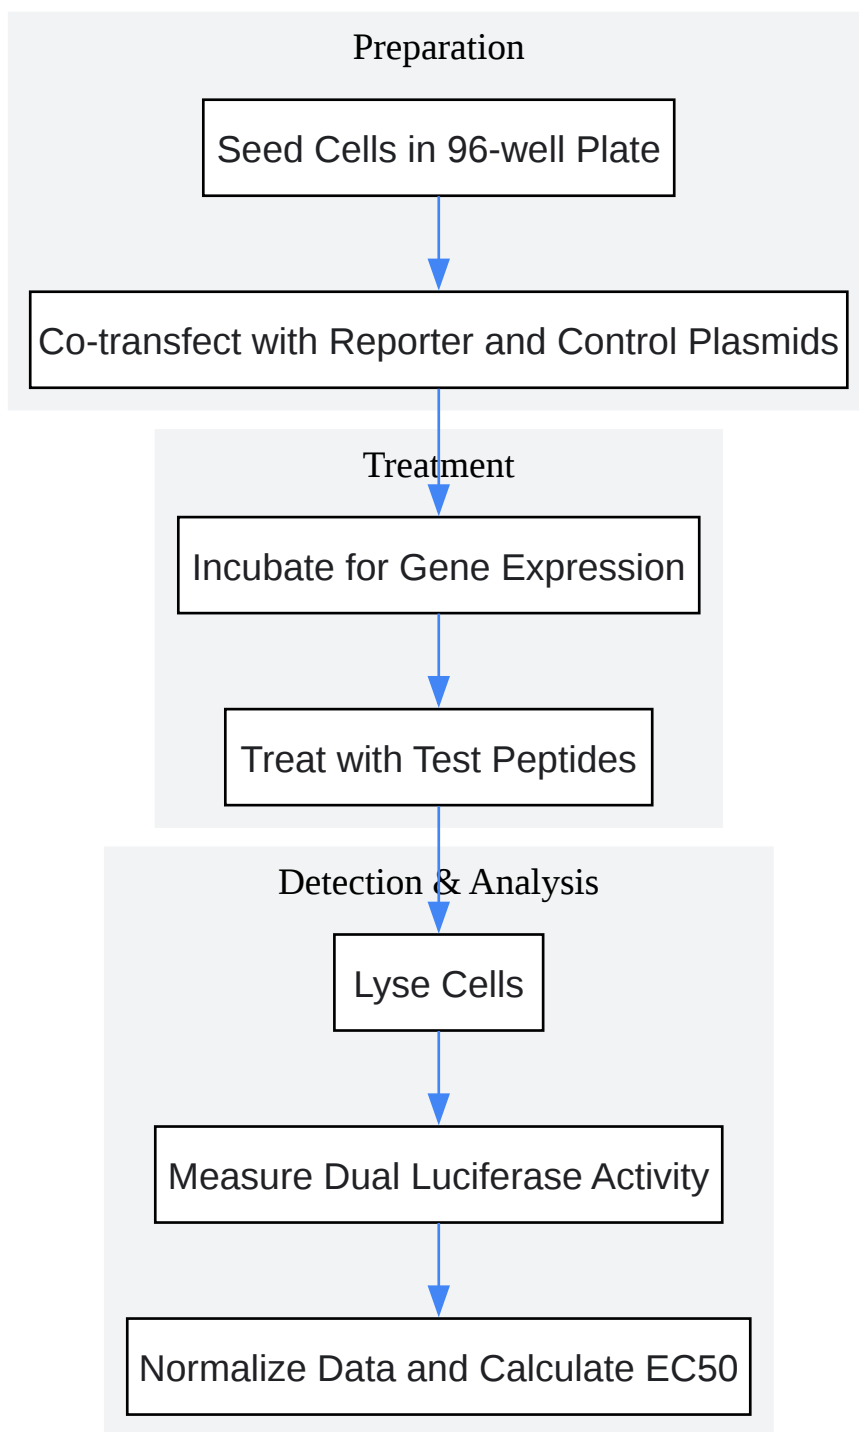 Preparation
Seed Cells in 96-well Plate
Co-transfect with Reporter and Control Plasmids
Treatment
Incubate for Gene Expression
Treat with Test Peptides
Detection & Analysis
Lyse Cells
Measure Dual Luciferase Activity
Normalize Data and Calculate EC50